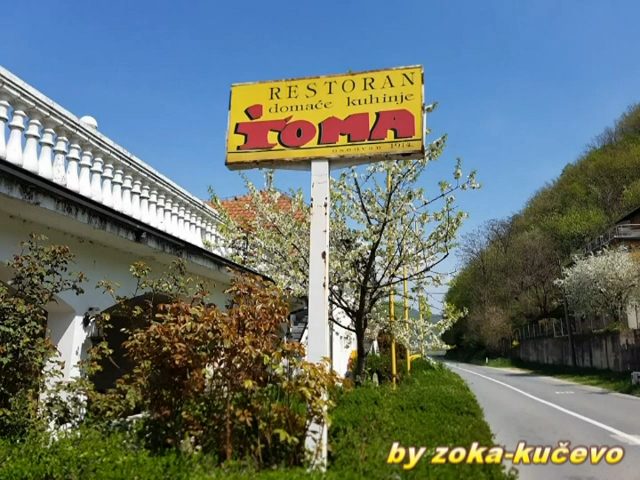 RESTORAN
domaće kuhinje
TOMA
OSNOVAN 1914.
by zoka-kučevo